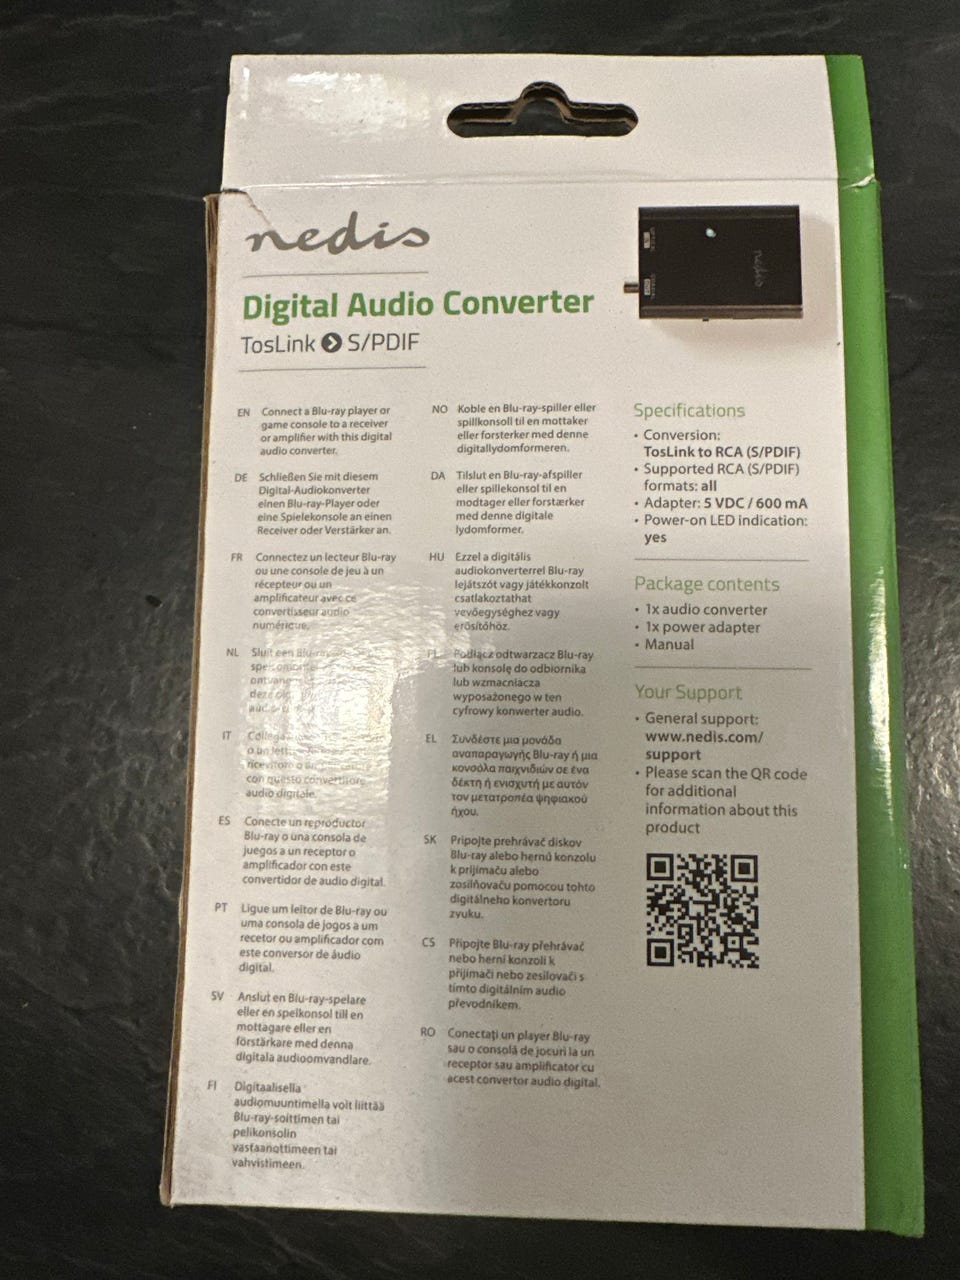 nedis
Digital Audio Converter
TosLink S/PDIF
EN Connect a Blu-ray player or
game console to a receiver
or amplifier with this digital
audio converter.
DE Schließen Sie mit diesem
Digital-Audiokonverter
einen Blu-ray-Player oder
eine Spielekonsole an einen
Receiver oder Verstärker an.
FR Connectez un lecteur Blu-ray
ou une console de jeu à un
récepteur ou un
amplificateur avec ce
convertisseur audio
numérique.
NL Sluit een
IT
o un
con questo convertitore
audio digitale.
ES Conecte un reproductor
Blu-ray o una consola de
juegos a un receptor o
amplificador con este
convertidor de audio digital.
PT Ligue um leitor de Blu-ray ou
uma consola de jogos a um
recetor ou amplificador com
este conversor de áudio
digital.
SV Anslut en Blu-ray-spelare
eller en spelkonsol till en
mottagare eller en
förstärkare med denna
digitala audioomvandlare.
FI Digitaalisella
audiomuuntimella voit liittää
Blu-ray-soittimen tai
pelikonsolin
vastaanottimeen tai
vahvistimeen.
NO Koble en Blu-ray-spiller eller
spillkonsoll til en mottaker
eller forsterker med denne
digitallydomformeren.
DA Tilslut en Blu-ray-afspiller
eller spillekonsol til en
modtager eller forstærker
med denne digitale
lydomformer.
HU Ezzel a digitális
audiokonverterrel Blu-ray
lejátszót vagy játékkonzolt
csatlakoztathat
vevőegységhez vagy
erősítőhöz.
PL Podłącz odtwarzacz Blu-ray
lub konsolę do odbiornika
lub wzmacniacza
wyposażonego w ten
cyfrowy konwerter audio.
EL Συνδέστε μια μονάδα
αναπαραγωγής Blu-ray ή μια
κονσόλα παιχνιδιών σε ένα
δέκτη ή ενισχυτή με αυτόν
τον μετατροπέα ψηφιακού
ήχου.
SK Pripojte prehrávač diskov
Blu-ray alebo hernú konzolu
k prijímaču alebo
zosilňovaču pomocou tohto
digitálneho konvertoru
zvuku.
CS Připojte Blu-ray přehrávač
nebo herní konzoli k
přijímači nebo zesilovači s
tímto digitálním audio
převodníkem.
RO Conectați un player Blu-ray
sau o consolă de jocuri la un
receptor sau amplificator cu
acest convertor audio digital.
nedis
Specifications
• Conversion:
TosLink to RCA (S/PDIF)
• Supported RCA (S/PDIF)
formats: all
• Adapter: 5 VDC / 600 mA
• Power-on LED indication:
yes
Package contents
• 1x audio converter
• 1x power adapter
• Manual
Your Support
• General support:
www.nedis.com/
support
• Please scan the QR code
for additional
information about this
product